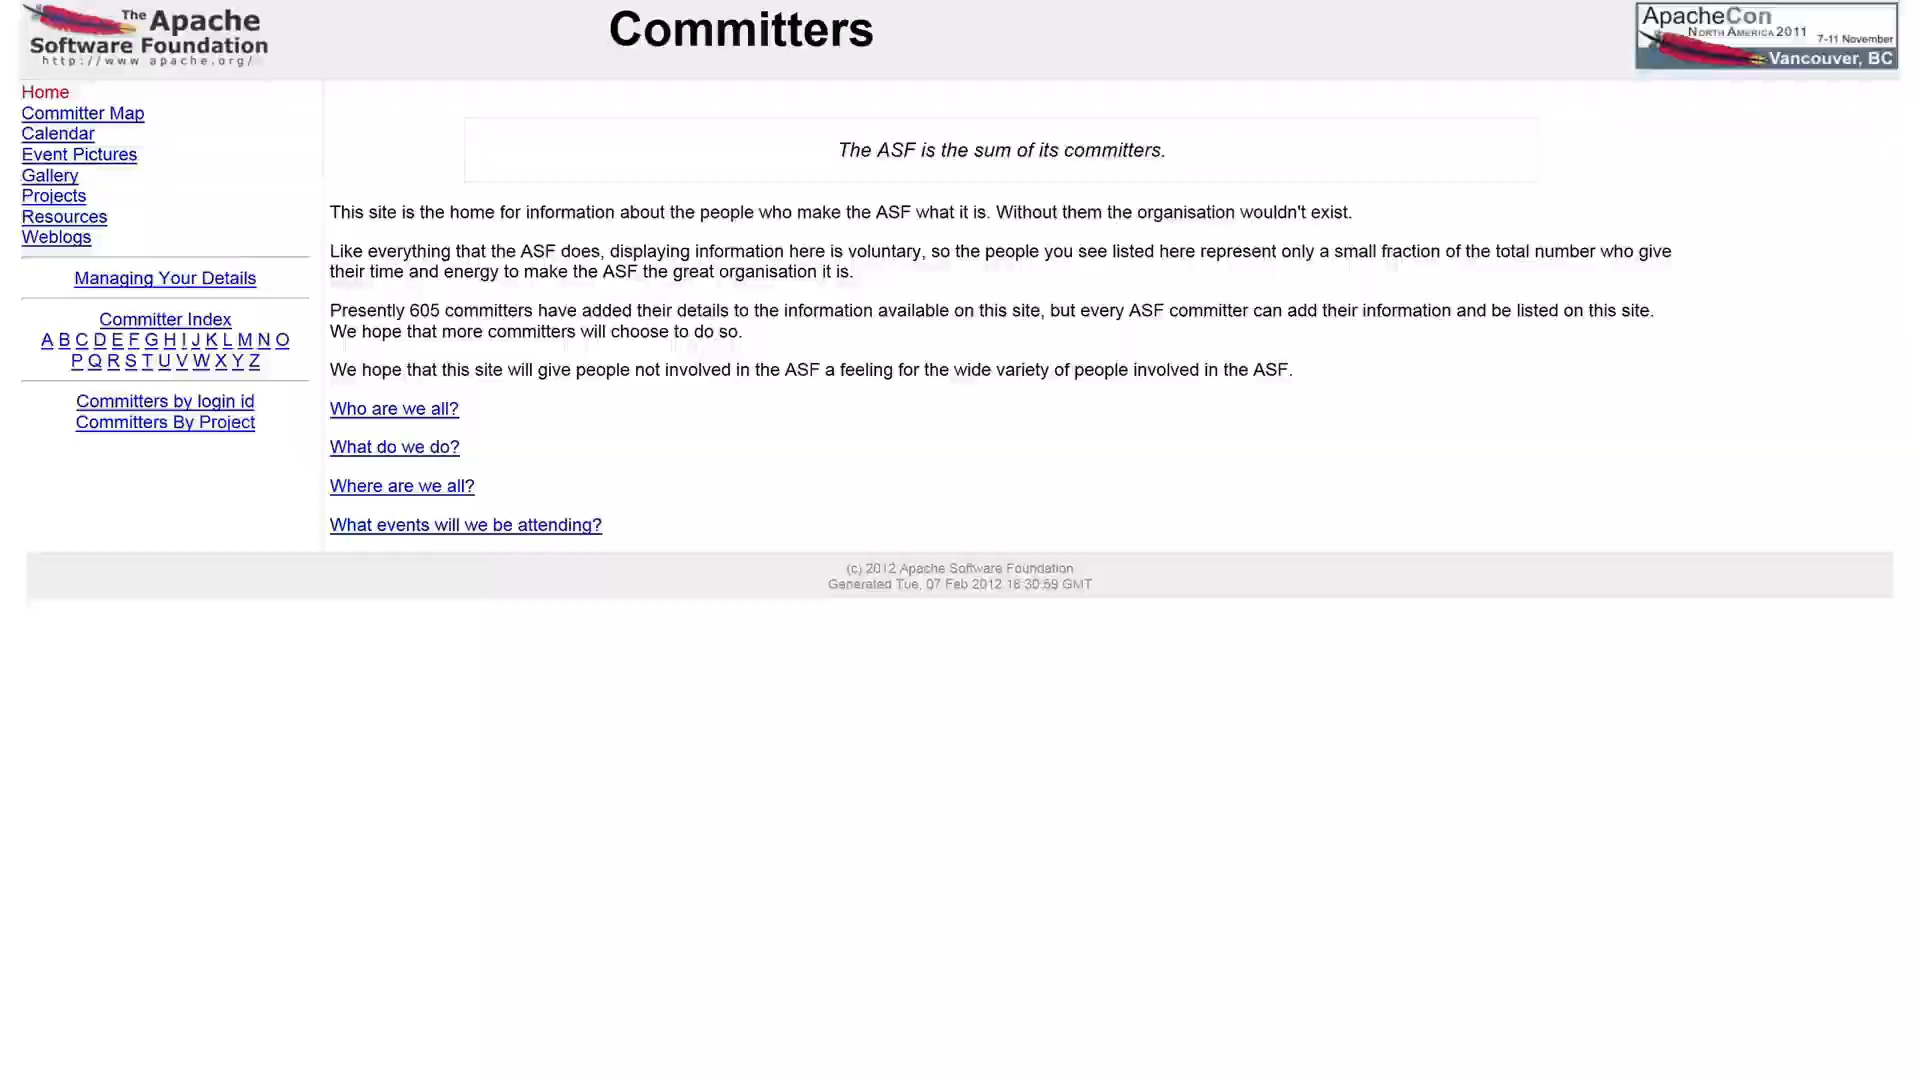 The Apache
Software Foundation
http://www.apache.org/
Committers
ApacheCon
North America 2011 7-11 November
Vancouver, BC
Home
Committer Map
Calendar
Event Pictures
Gallery
Projects
Resources
Weblogs
Managing Your Details
Committer Index
A B C D E F G H I J K L M N O
P Q R S T U V W X Y Z
Committers by login id
Committers By Project
The ASF is the sum of its committers.
This site is the home for information about the people who make the ASF what it is. Without them the organisation wouldn't exist.
Like everything that the ASF does, displaying information here is voluntary, so the people you see listed here represent only a small fraction of the total number who give
their time and energy to make the ASF the great organisation it is.
Presently 605 committers have added their details to the information available on this site, but every ASF committer can add their information and be listed on this site.
We hope that more committers will choose to do so.
We hope that this site will give people not involved in the ASF a feeling for the wide variety of people involved in the ASF.
Who are we all?
What do we do?
Where are we all?
What events will we be attending?
(c) 2012 Apache Software Foundation
Generated Tue, 07 Feb 2012 18:30:59 GMT